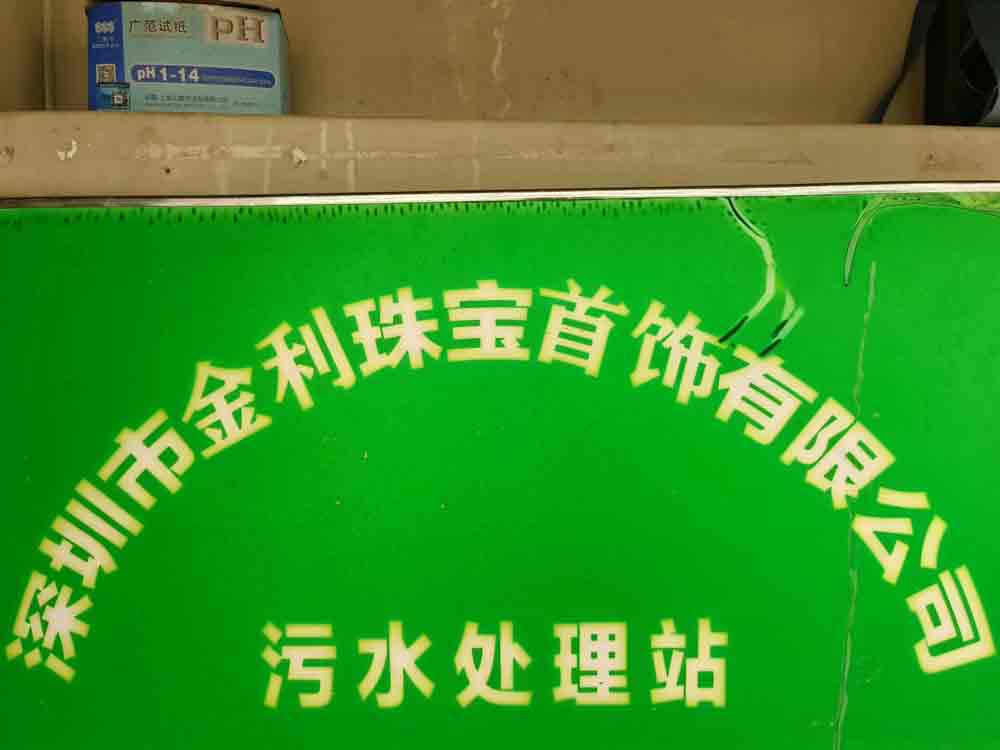 广范试纸 PH
pH 1-14
深圳市金利珠宝首饰有限公司
污水处理站